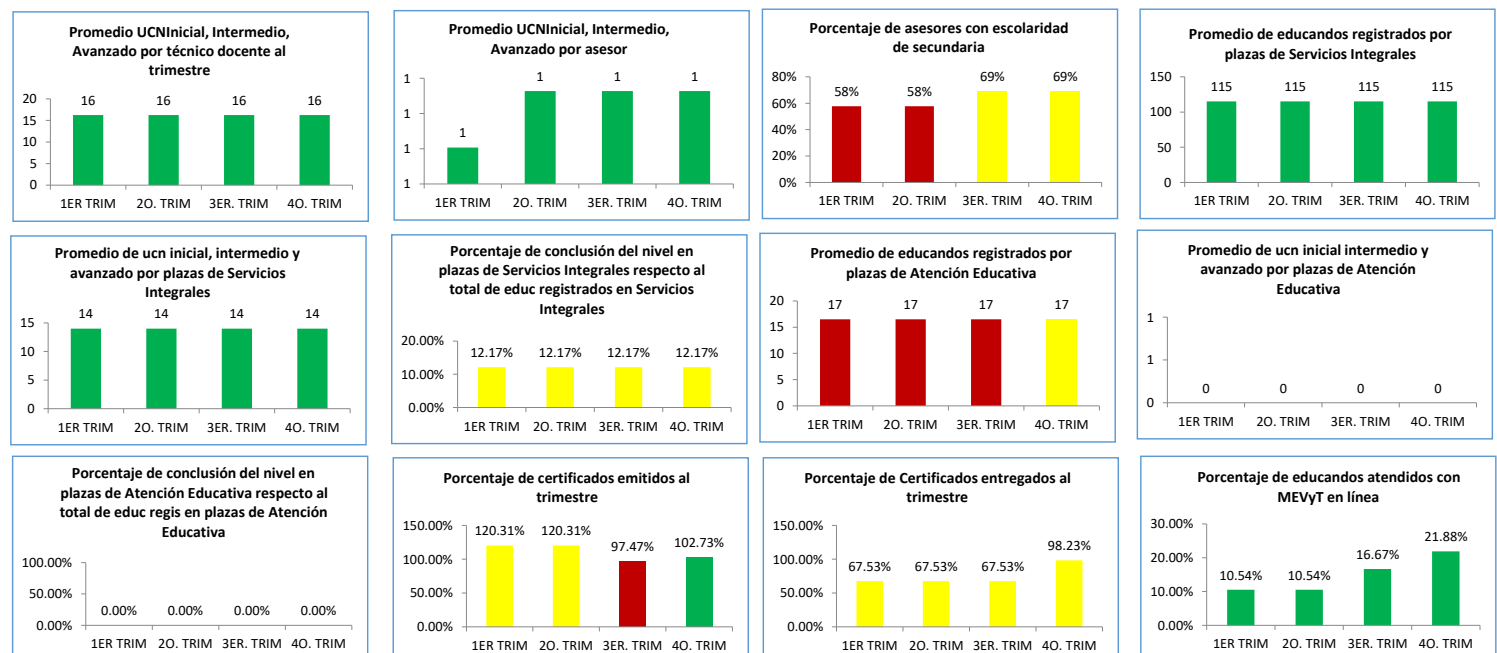 Promedio UCNInicial, Intermedio,
Avanzado por técnico docente al
trimestre
20
15
10
5
0
16 16 16 16
1ER TRIM 2O. TRIM 3ER. TRIM 4O. TRIM
Promedio UCNInicial, Intermedio,
Avanzado por asesor
1
1
1
1
1 1 1 1
1ER TRIM 2O. TRIM 3ER. TRIM 4O. TRIM
Porcentaje de asesores con escolaridad
de secundaria
80%
60%
40%
20%
0%
58% 58% 69% 69%
1ER TRIM 2O. TRIM 3ER. TRIM 4O. TRIM
Promedio de educandos registrados por
plazas de Servicios Integrales
150
100
50
0
115 115 115 115
1ER TRIM 2O. TRIM 3ER. TRIM 4O. TRIM
Promedio de ucn inicial, intermedio y
avanzado por plazas de Servicios
Integrales
15
10
5
0
14 14 14 14
1ER TRIM 2O. TRIM 3ER. TRIM 4O. TRIM
Porcentaje de conclusión del nivel en
plazas de Servicios Integrales respecto al
total de educ registrados en Servicios
Integrales
20.00%
10.00%
0.00%
12.17% 12.17% 12.17% 12.17%
1ER TRIM 2O. TRIM 3ER. TRIM 4O. TRIM
Promedio de educandos registrados por
plazas de Atención Educativa
20
15
10
5
0
17 17 17 17
1ER TRIM 2O. TRIM 3ER. TRIM 4O. TRIM
Promedio de ucn inicial intermedio y
avanzado por plazas de Atención
Educativa
1
1
0
0 0 0 0
1ER TRIM 2O. TRIM 3ER. TRIM 4O. TRIM
Porcentaje de conclusión del nivel en
plazas de Atención Educativa respecto al
total de educ regis en plazas de Atención
Educativa
100.00%
50.00%
0.00%
0.00% 0.00% 0.00% 0.00%
1ER TRIM 2O. TRIM 3ER. TRIM 4O. TRIM
Porcentaje de certificados emitidos al
trimestre
150.00%
100.00%
50.00%
0.00%
120.31% 120.31% 97.47% 102.73%
1ER TRIM 2O. TRIM 3ER. TRIM 4O. TRIM
Porcentaje de Certificados entregados al
trimestre
150.00%
100.00%
50.00%
0.00%
67.53% 67.53% 67.53% 98.23%
1ER TRIM 2O. TRIM 3ER. TRIM 4O. TRIM
Porcentaje de educandos atendidos con
MEVyT en línea
30.00%
20.00%
10.00%
0.00%
10.54% 10.54% 16.67% 21.88%
1ER TRIM 2O. TRIM 3ER. TRIM 4O. TRIM